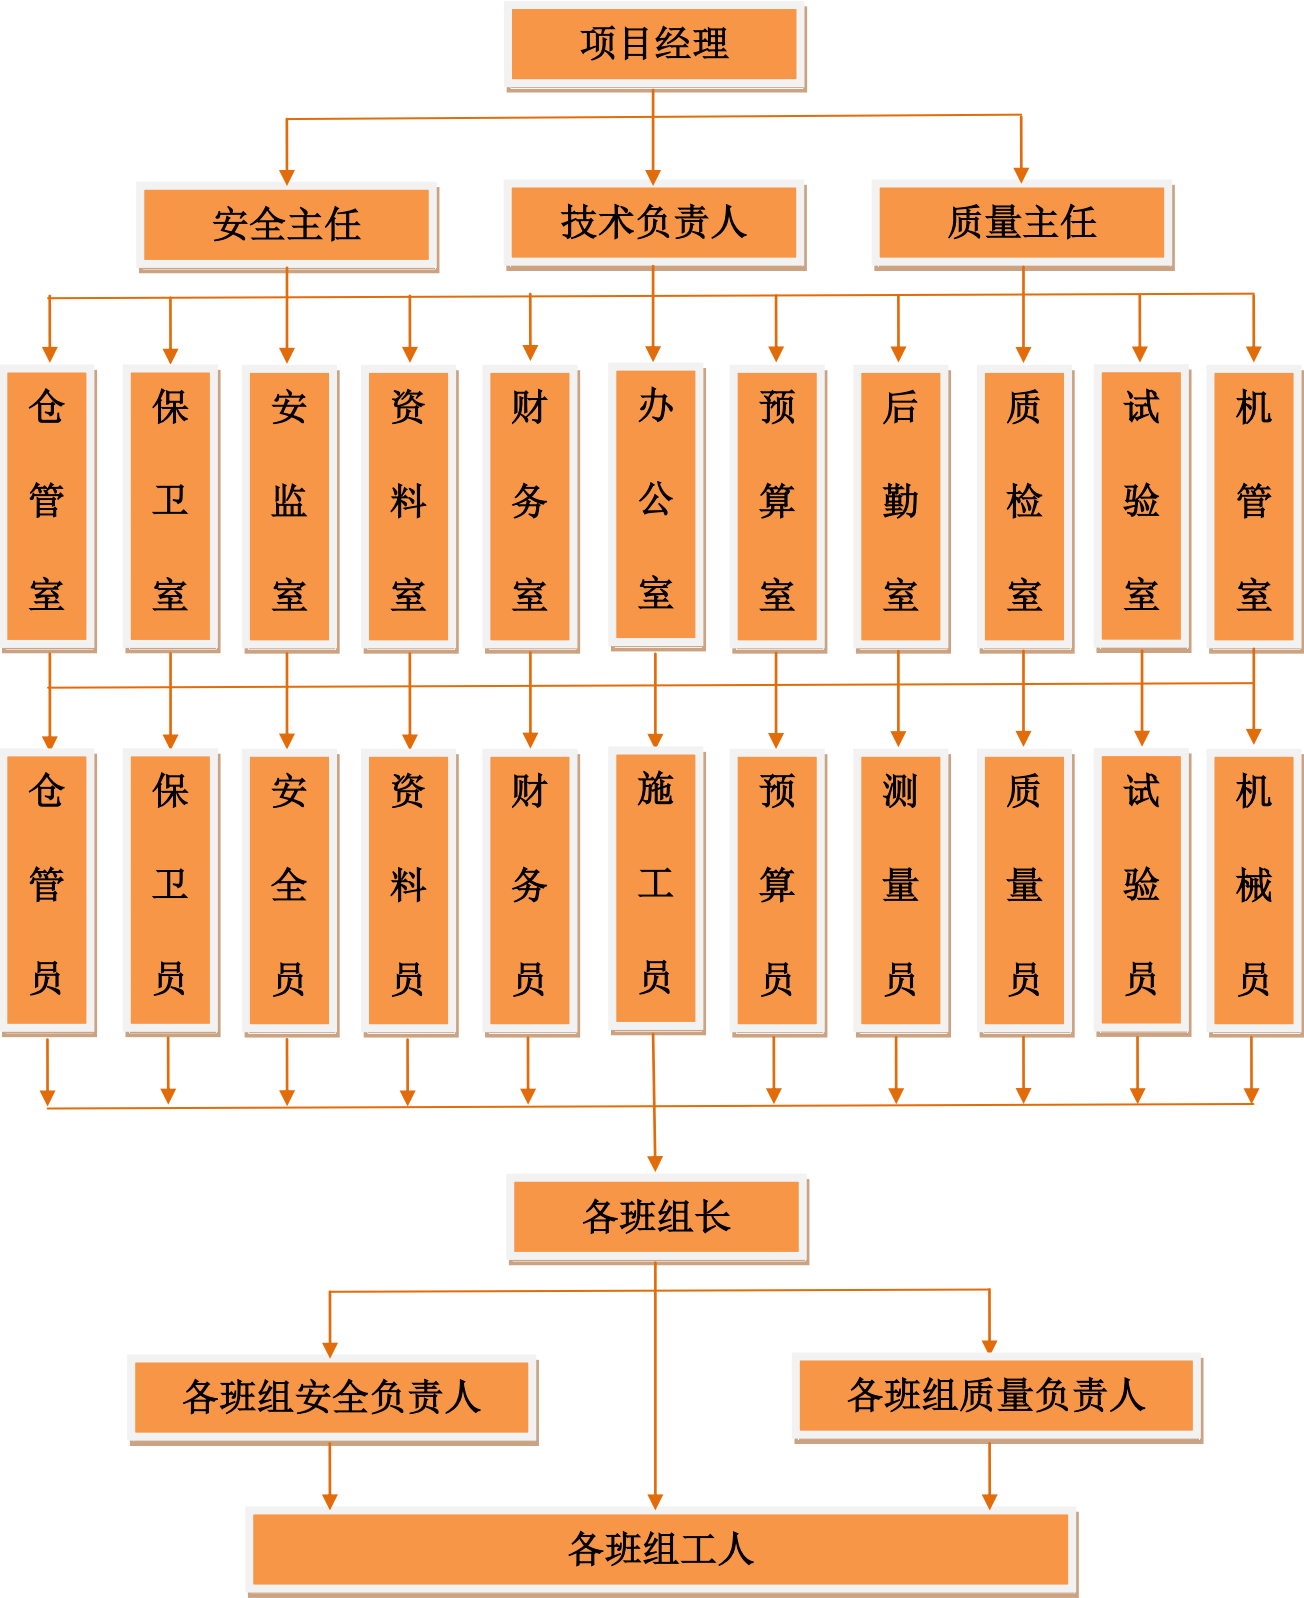 项目经理
安全主任
技术负责人
质量主任
仓管室
保卫室
安监室
资料室
财务室
办公室
预算室
后勤室
质检室
试验室
机管室
仓管员
保卫员
安全员
资料员
财务员
施工员
预算员
测量员
质量员
试验员
机械员
各班组长
各班组安全负责人
各班组质量负责人
各班组工人